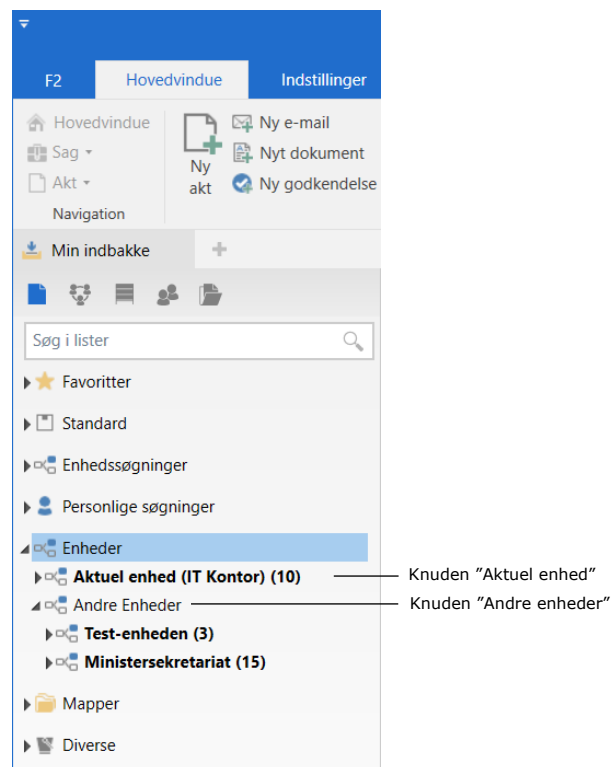 F2 Hovedvindue Indstillinger
Hovedvindue
Sag
Akt
Navigation
Ny
akt
Ny e-mail
Nyt dokument
Ny godkendelse
Min indbakke
Søg i lister
Favoritter
Standard
Enhedssøgninger
Personlige søgninger
Enheder
Aktuel enhed (IT Kontor) (10) Knuden ”Aktuel enhed”
Andre Enheder Knuden ”Andre enheder”
Test-enheden (3)
Ministersekretariat (15)
Mapper
Diverse